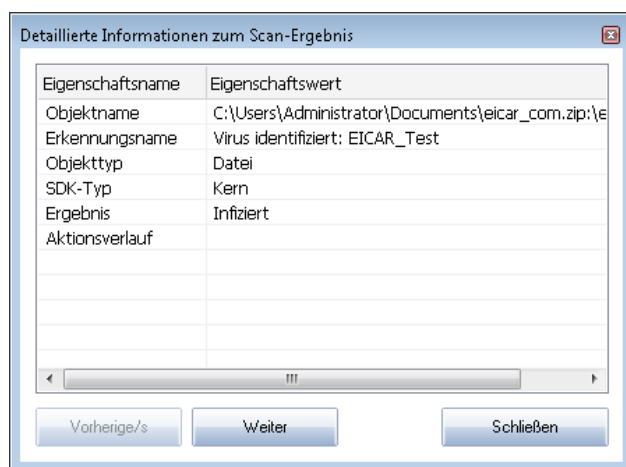 Detaillierte Informationen zum Scan-Ergebnis
Eigenschaftsname Eigenschaftswert
Objektname C:\Users\Administrator\Documents\eicar_com.zip:\e
Erkennungsname Virus identifiziert: EICAR_Test
Objekttyp Datei
SDK-Typ Kern
Ergebnis Infiziert
Aktionsverlauf
Vorherige/s Weiter Schließen